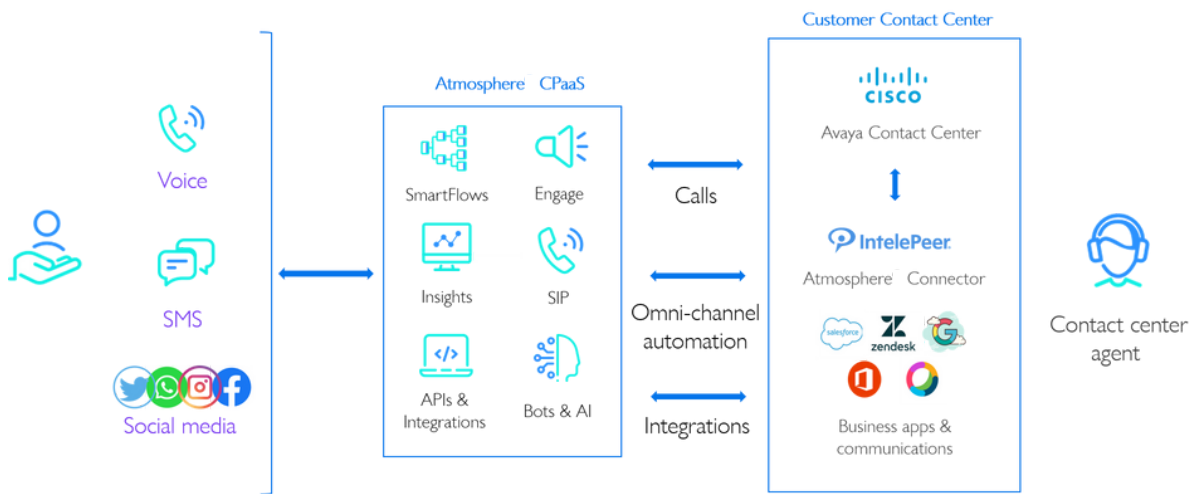 Voice
SMS
Social media
Atmosphere CPaaS
SmartFlows
Engage
Insights
SIP
APIs &
Integrations
Bots & AI
Calls
Omni-channel
automation
Integrations
Customer Contact Center
CISCO
Avaya Contact Center
IntelePeer
Atmosphere Connector
salesforce
zendesk
G
Business apps &
communications
Contact center
agent